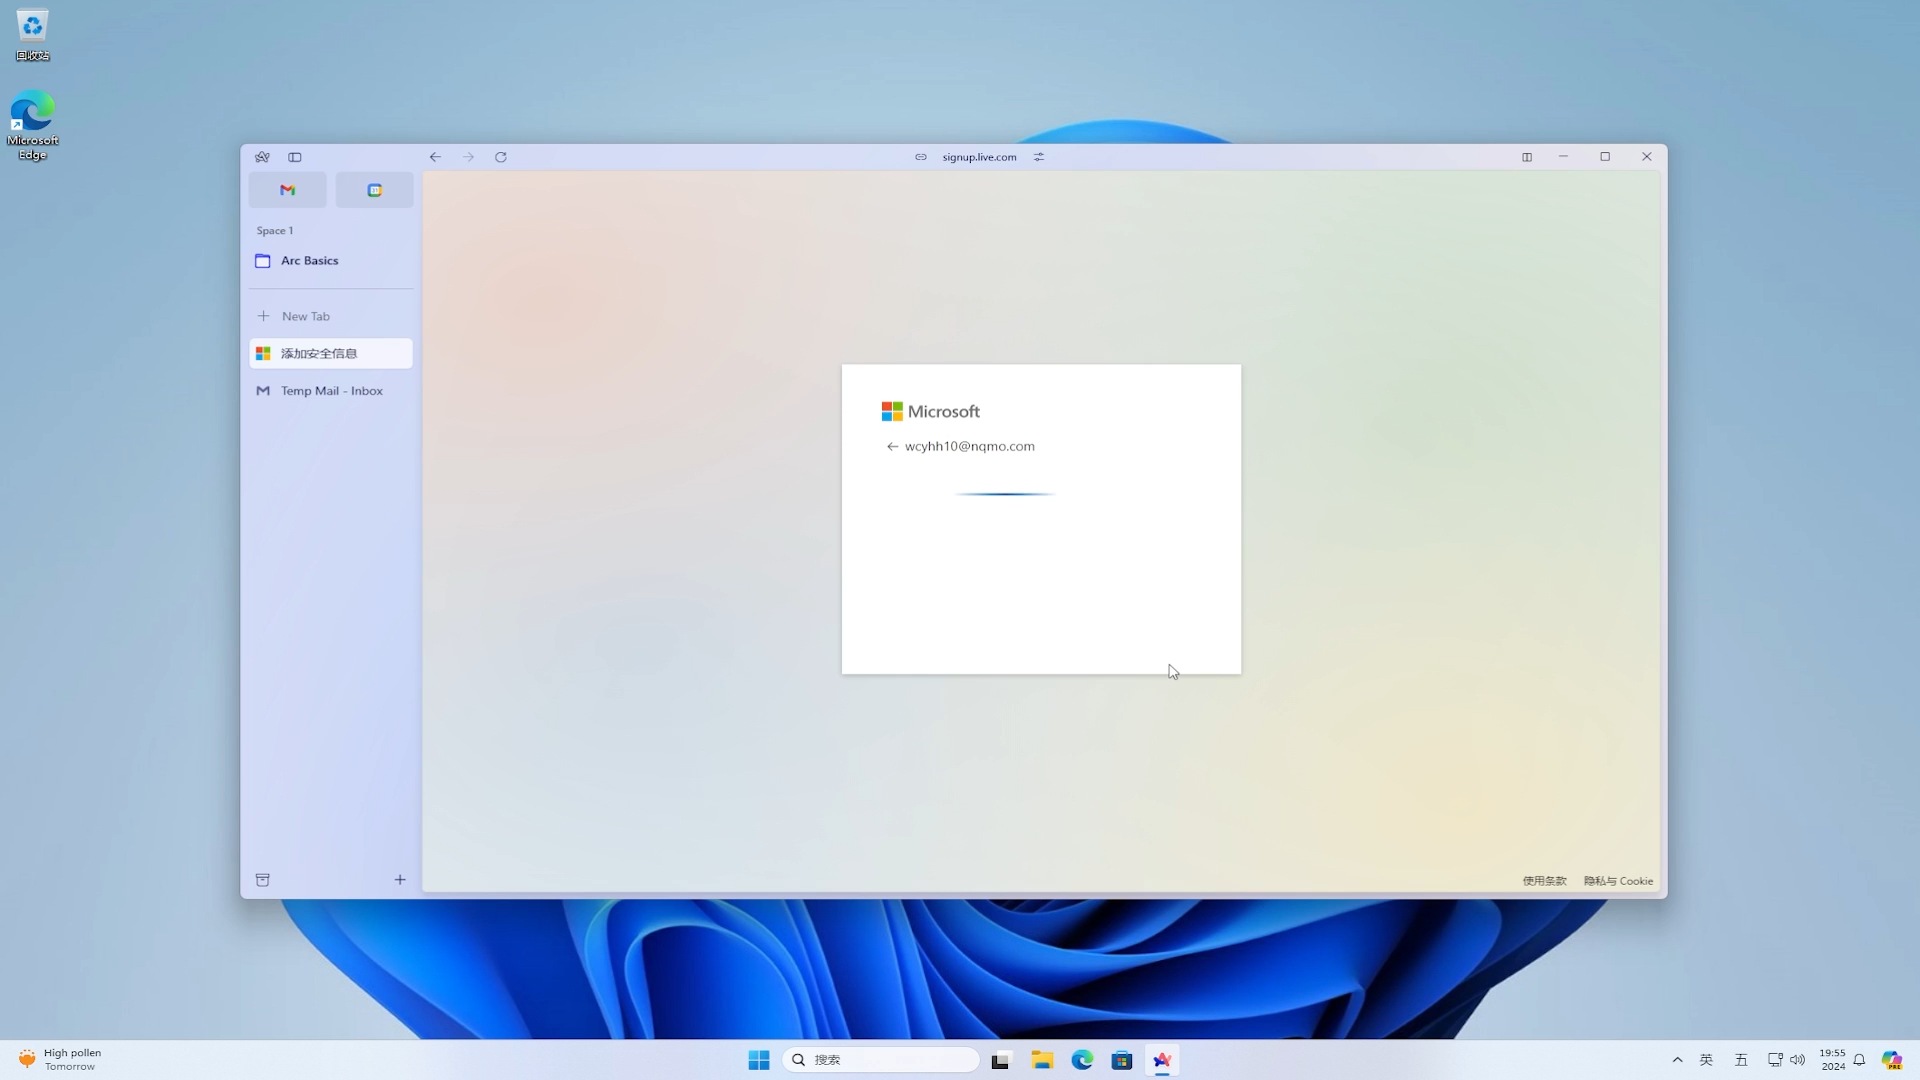 回收站
Microsoft
Edge
signup.live.com
Space 1
Arc Basics
New Tab
添加安全信息
Temp Mail - Inbox
Microsoft
wcyhh10@nqmo.com
使用条款
隐私与 Cookie
High pollen
Tomorrow
搜索
英
五
19:55
2024
PRE